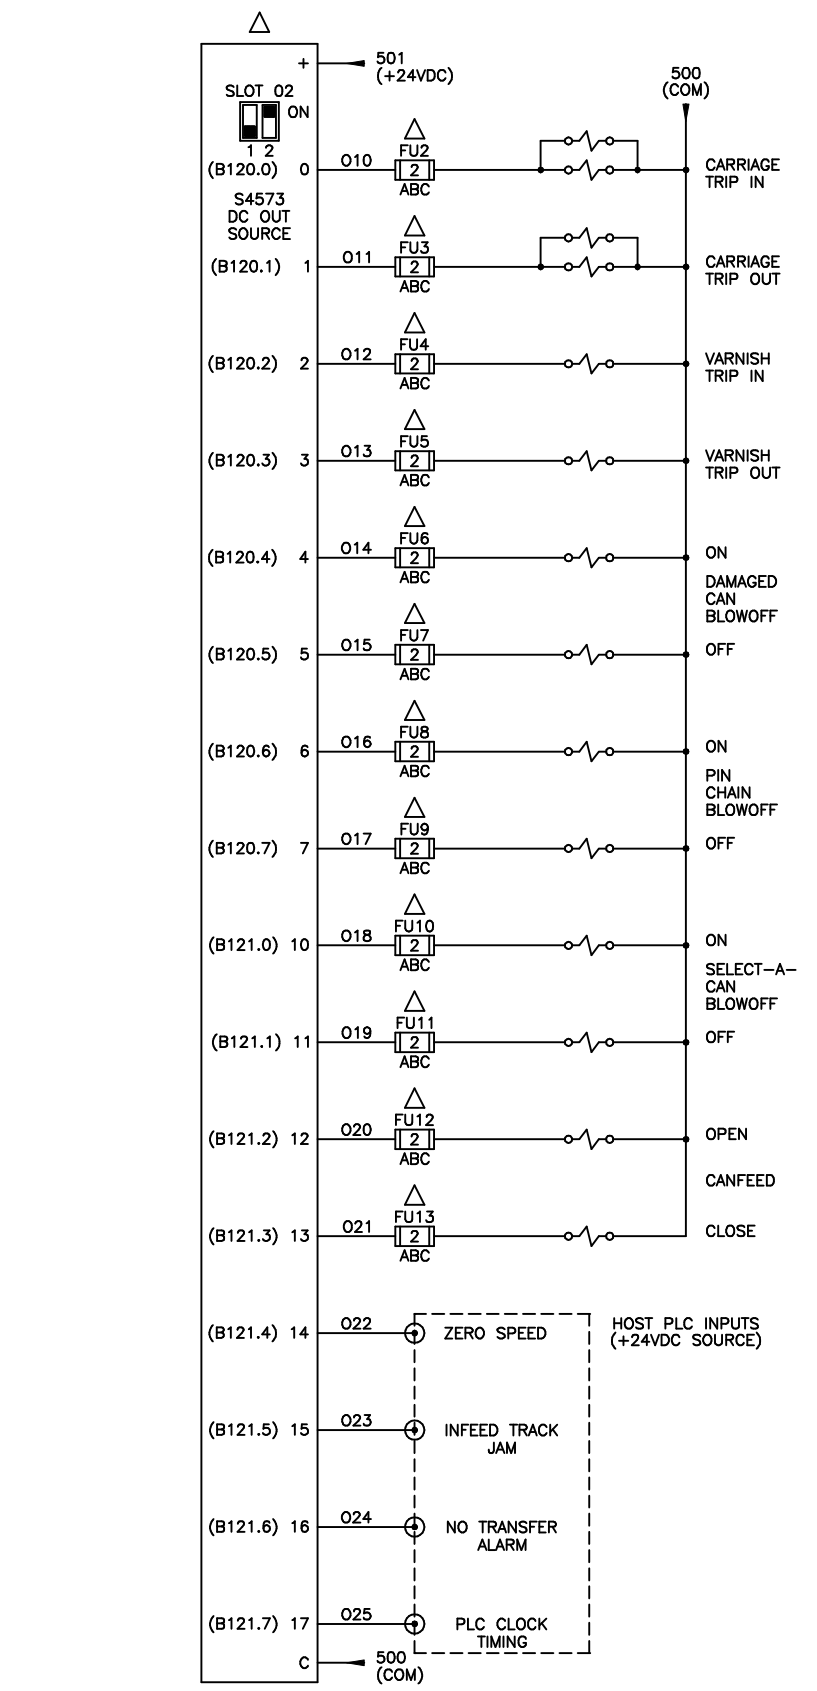 +
501
(+24VDC)
500
(COM)
SLOT 02
ON
1 2
(B120.0) 0
010
FU2
2
ABC
CARRIAGE
TRIP IN
S4573
DC OUT
SOURCE
(B120.1) 1
011
FU3
2
ABC
CARRIAGE
TRIP OUT
(B120.2) 2
012
FU4
2
ABC
VARNISH
TRIP IN
(B120.3) 3
013
FU5
2
ABC
VARNISH
TRIP OUT
(B120.4) 4
014
FU6
2
ABC
ON
DAMAGED
CAN
BLOWOFF
(B120.5) 5
015
FU7
2
ABC
OFF
(B120.6) 6
016
FU8
2
ABC
ON
PIN
CHAIN
BLOWOFF
(B120.7) 7
017
FU9
2
ABC
OFF
(B121.0) 10
018
FU10
2
ABC
ON
SELECT-A-
CAN
BLOWOFF
(B121.1) 11
019
FU11
2
ABC
OFF
(B121.2) 12
020
FU12
2
ABC
OPEN
CANFEED
(B121.3) 13
021
FU13
2
ABC
CLOSE
(B121.4) 14
022
ZERO SPEED
HOST PLC INPUTS
(+24VDC SOURCE)
(B121.5) 15
023
INFEED TRACK
JAM
(B121.6) 16
024
NO TRANSFER
ALARM
(B121.7) 17
025
PLC CLOCK
TIMING
C
500
(COM)